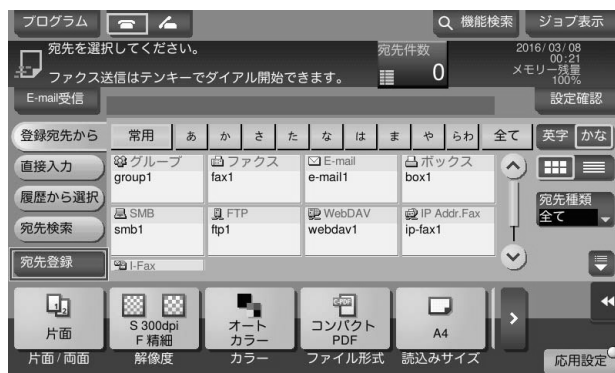 プログラム
機能検索
ジョブ表示
宛先を選択してください。
ファクス送信はテンキーでダイアル開始できます。
宛先件数
0
2016/03/08
00:21
メモリー残量
100%
E-mail受信
設定確認
登録宛先から
常用
あ
か
さ
た
な
は
ま
や
らわ
全て
英字
かな
直接入力
グループ
group1
ファクス
fax1
E-mail
e-mail1
ボックス
box1
履歴から選択
SMB
smb1
FTP
ftp1
WebDAV
webdav1
IP Addr.Fax
ip-fax1
宛先種類
全て
宛先検索
宛先登録
I-Fax
片面
S 300dpi
F 精細
オート
カラー
コンパクト
PDF
A4
片面/両面
解像度
カラー
ファイル形式
読込みサイズ
応用設定